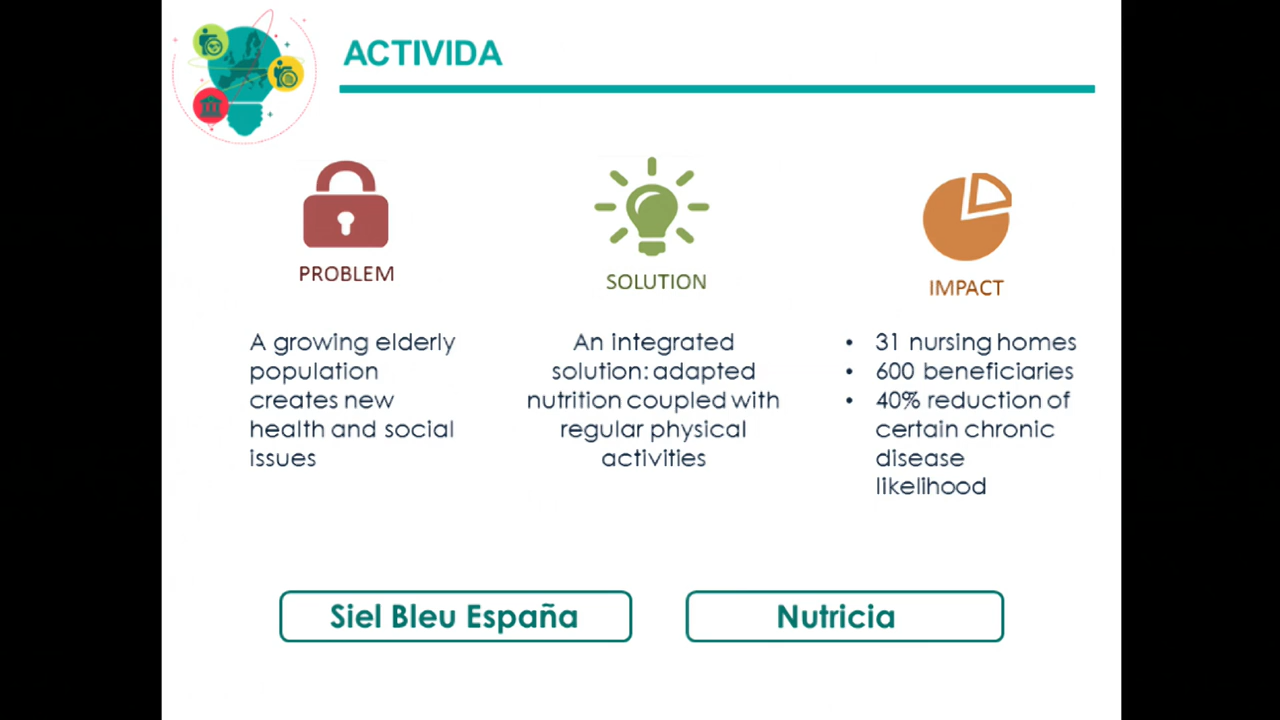 ACTIVIDA
PROBLEM
A growing elderly
population
creates new
health and social
issues
SOLUTION
An integrated
solution: adapted
nutrition coupled with
regular physical
activities
IMPACT
• 31 nursing homes
• 600 beneficiaries
• 40% reduction of
certain chronic
disease
likelihood
Siel Bleu España
Nutricia